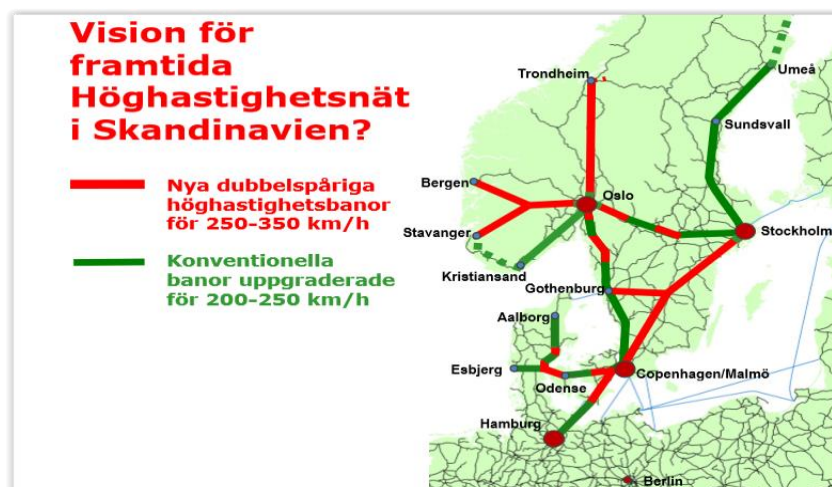 Vision för
framtida
Höghastighetsnät
i Skandinavien?
Nya dubbelspåriga
höghastighetsbanor
för 250-350 km/h
Konventionella
banor uppgraderade
för 200-250 km/h
Trondheim
Umeå
Sundsvall
Bergen
Oslo
Stavanger
Stockholm
Kristiansand
Gothenburg
Aalborg
Esbjerg
Odense
Copenhagen/Malmö
Hamburg
Berlin